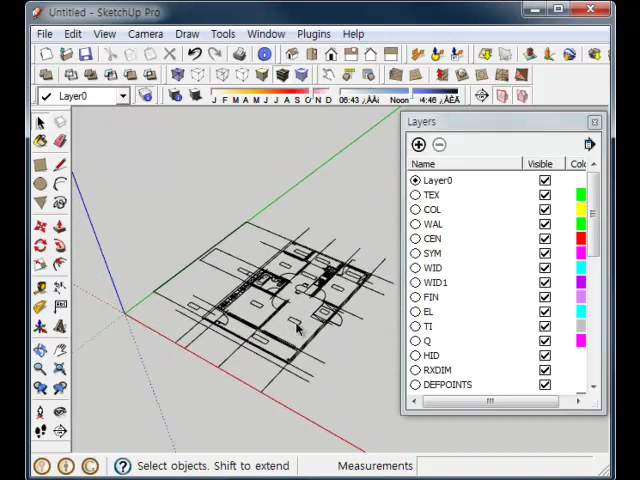 Untitled - SketchUp Pro
File Edit View Camera Draw Tools Window Plugins Help
Layer0
J F M A M J J A S O N D 06:43 Noon
Layers
Name Visible
Layer0
TEX
COL
WAL
CEN
SYM
WID
WID1
FIN
EL
TI
Q
HID
RXDIM
DEFPOINTS
Select objects. Shift to extend
Measurements